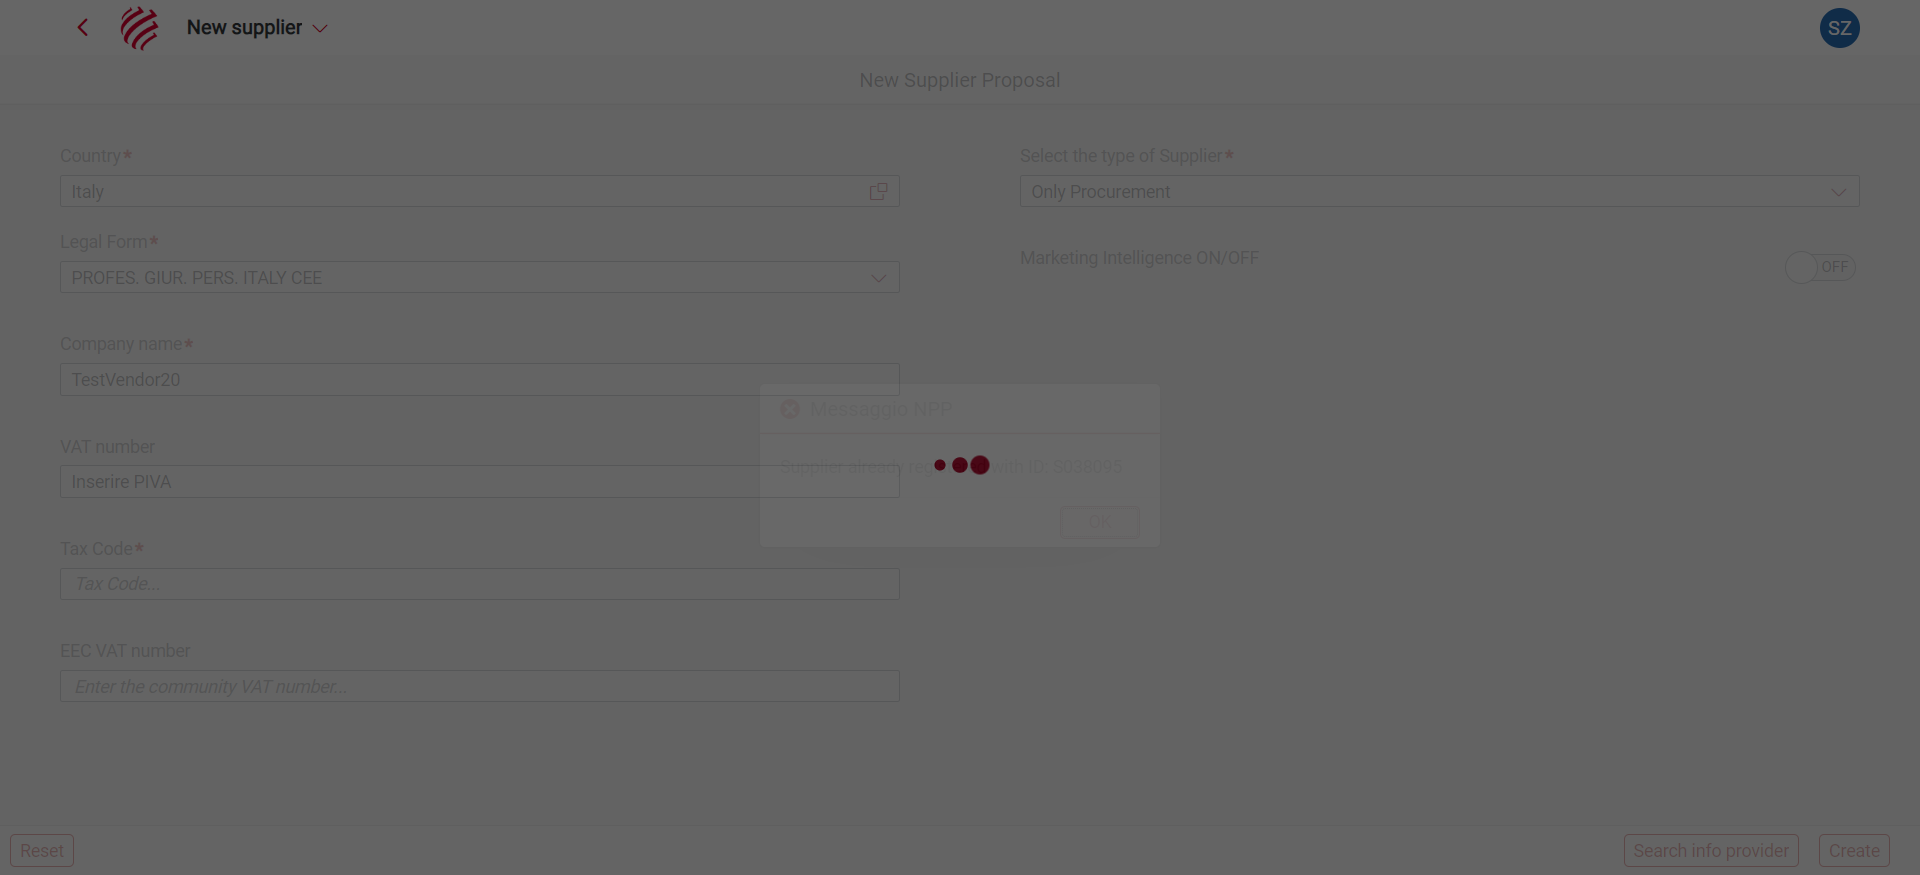 New supplier
SZ
New Supplier Proposal
Country*
Italy
Select the type of Supplier*
Only Procurement
Legal Form*
PROFES. GIUR. PERS. ITALY CEE
Marketing Intelligence ON/OFF
OFF
Company name*
TestVendor20
Messaggio NPP
VAT number
Supplier already with ID:
Inserire PIVA
OK
Tax Code*
Tax Code...
EEC VAT number
Enter the community VAT number...
Reset
Search info provider
Create